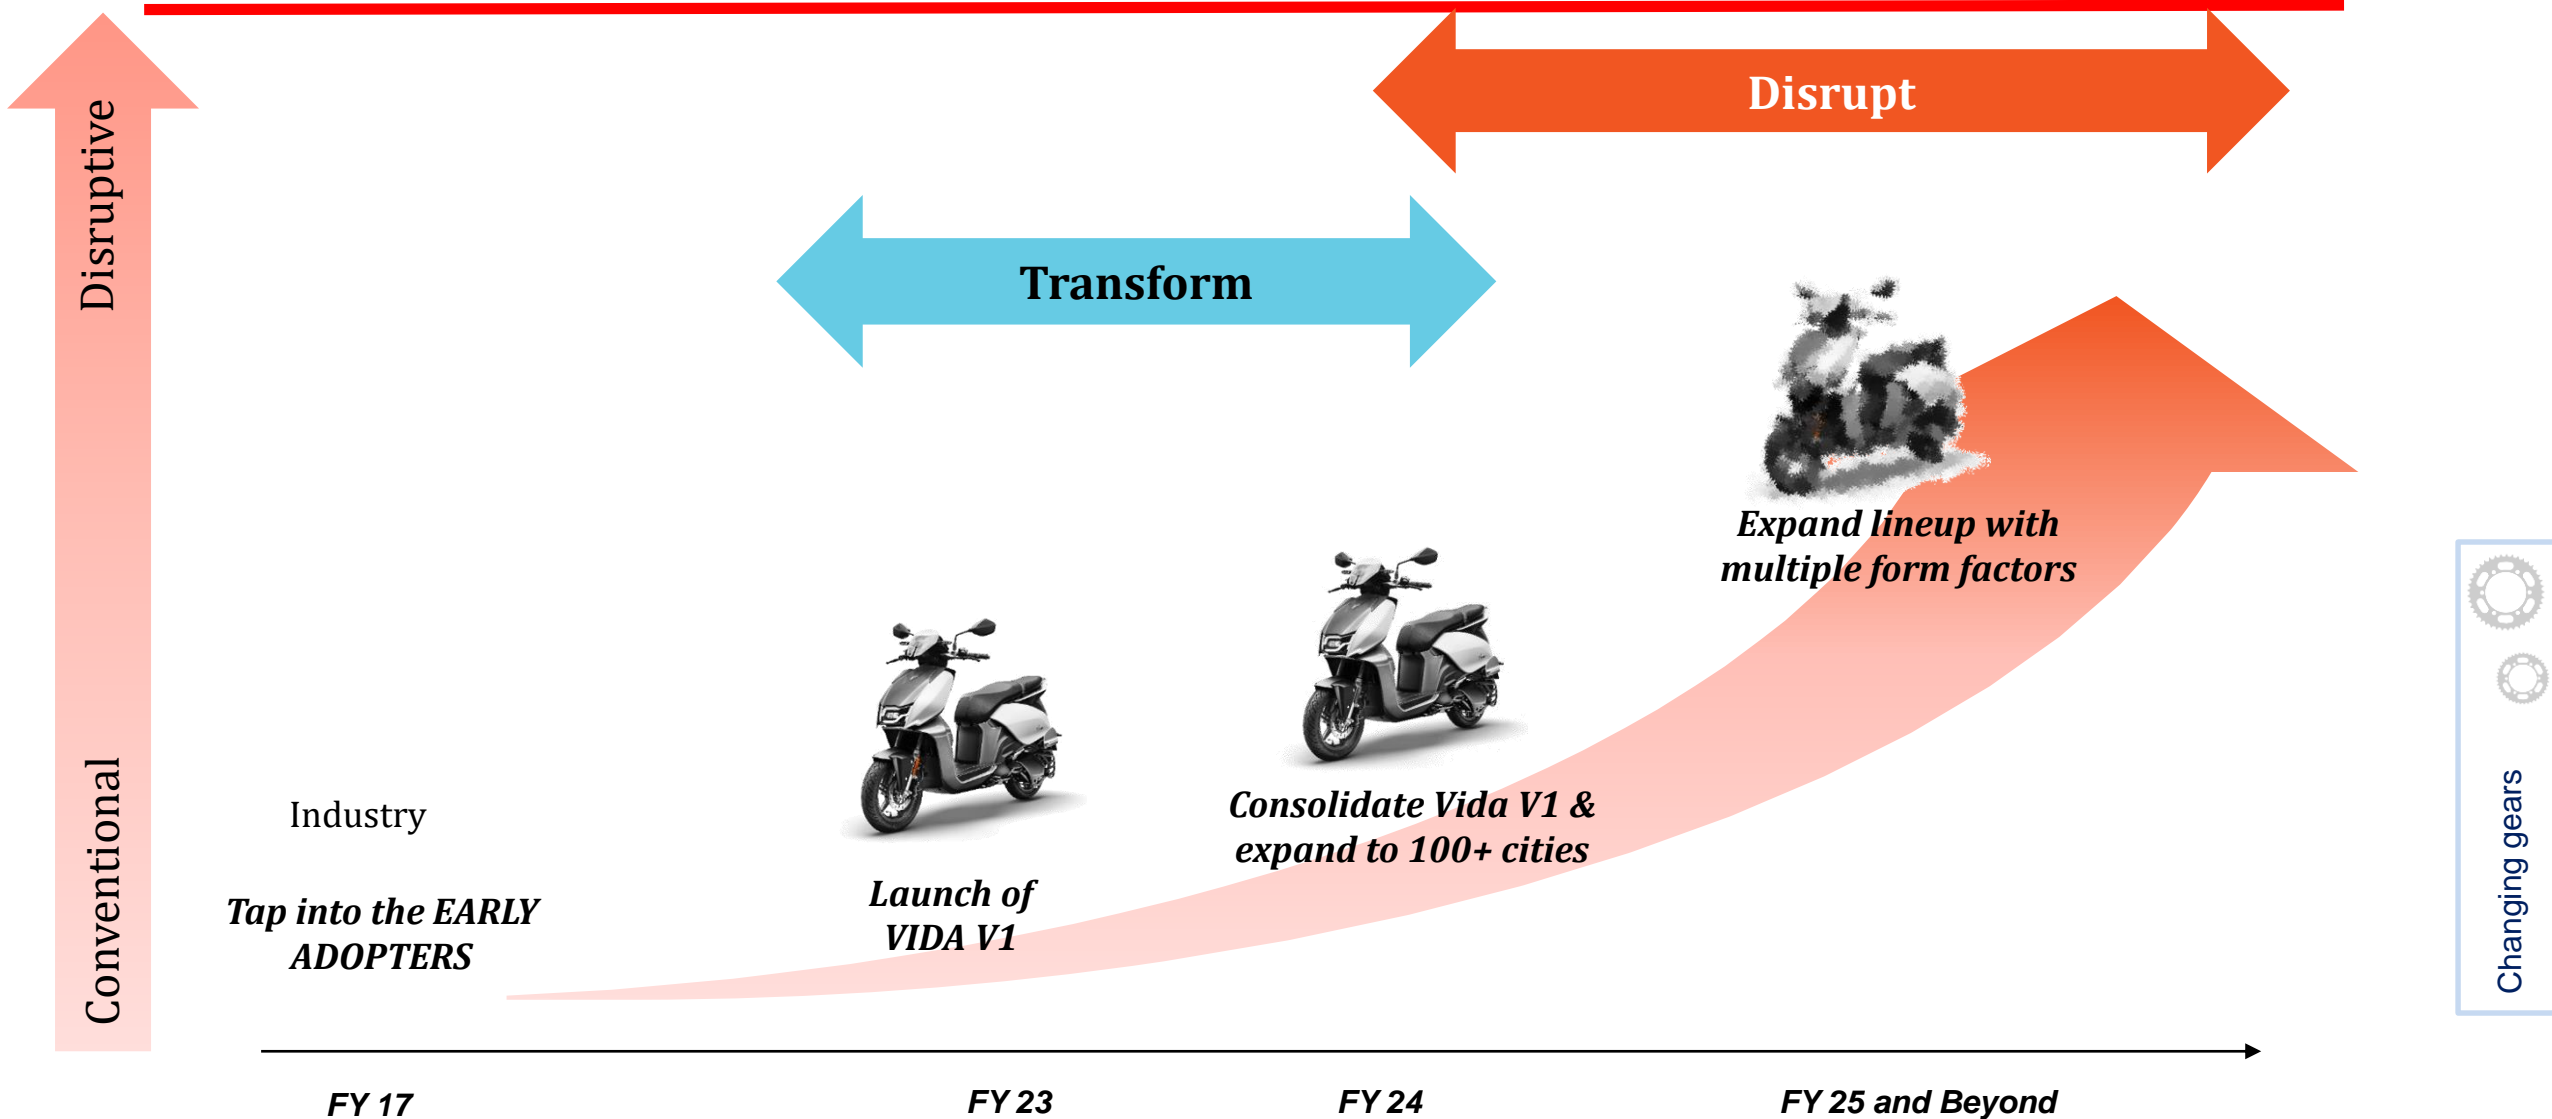 Disruptive
Conventional
Disrupt
Transform
Expand lineup with
multiple form factors
Consolidate Vida V1 &
expand to 100+ cities
Launch of
VIDA V1
Industry
Tap into the EARLY
ADOPTERS
FY 17
FY 23
FY 24
FY 25 and Beyond
Changing gears